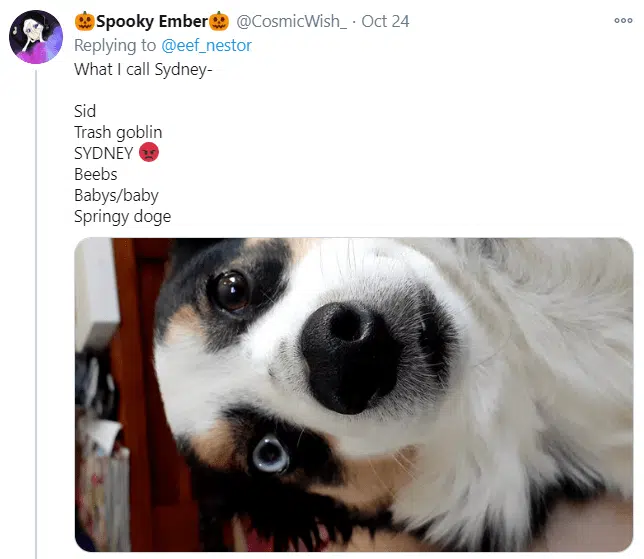 🎃Spooky Ember🎃 @CosmicWish_ · Oct 24
Replying to @eef_nestor
What I call Sydney-
Sid
Trash goblin
SYDNEY 😡
Beebs
Babys/baby
Springy doge